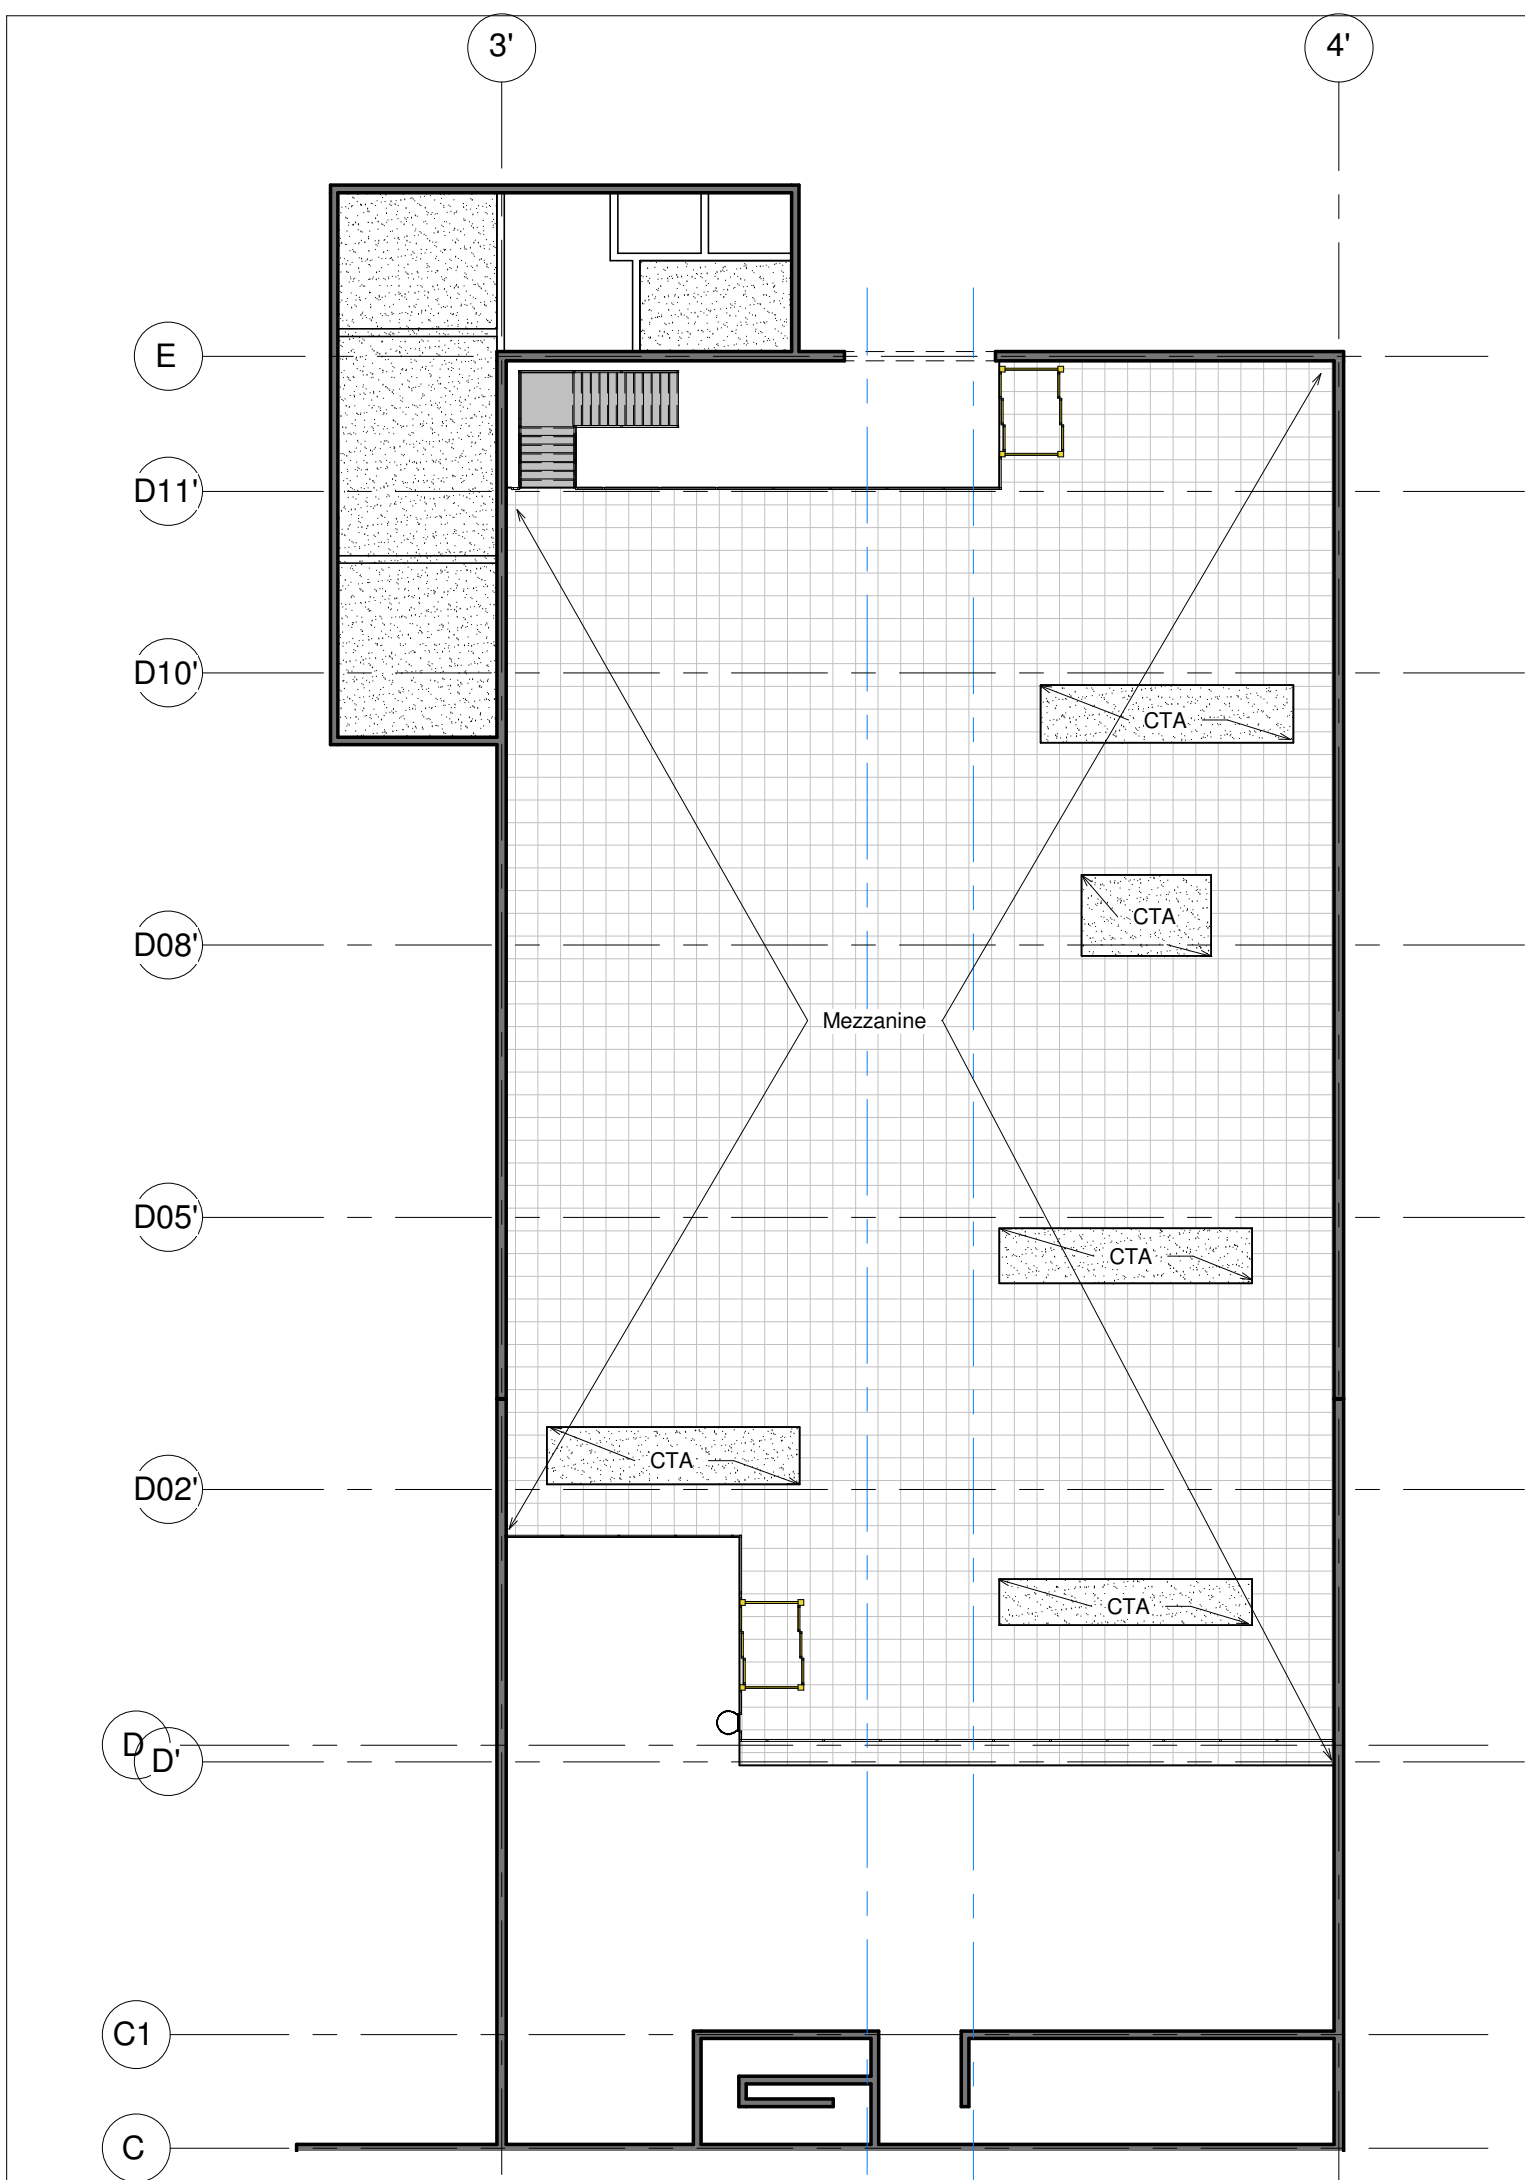 3'
4'
E
D11'
D10'
CTA
CTA
D08'
Mezzanine
D05'
CTA
CTA
D02'
CTA
D
D'
C1
C